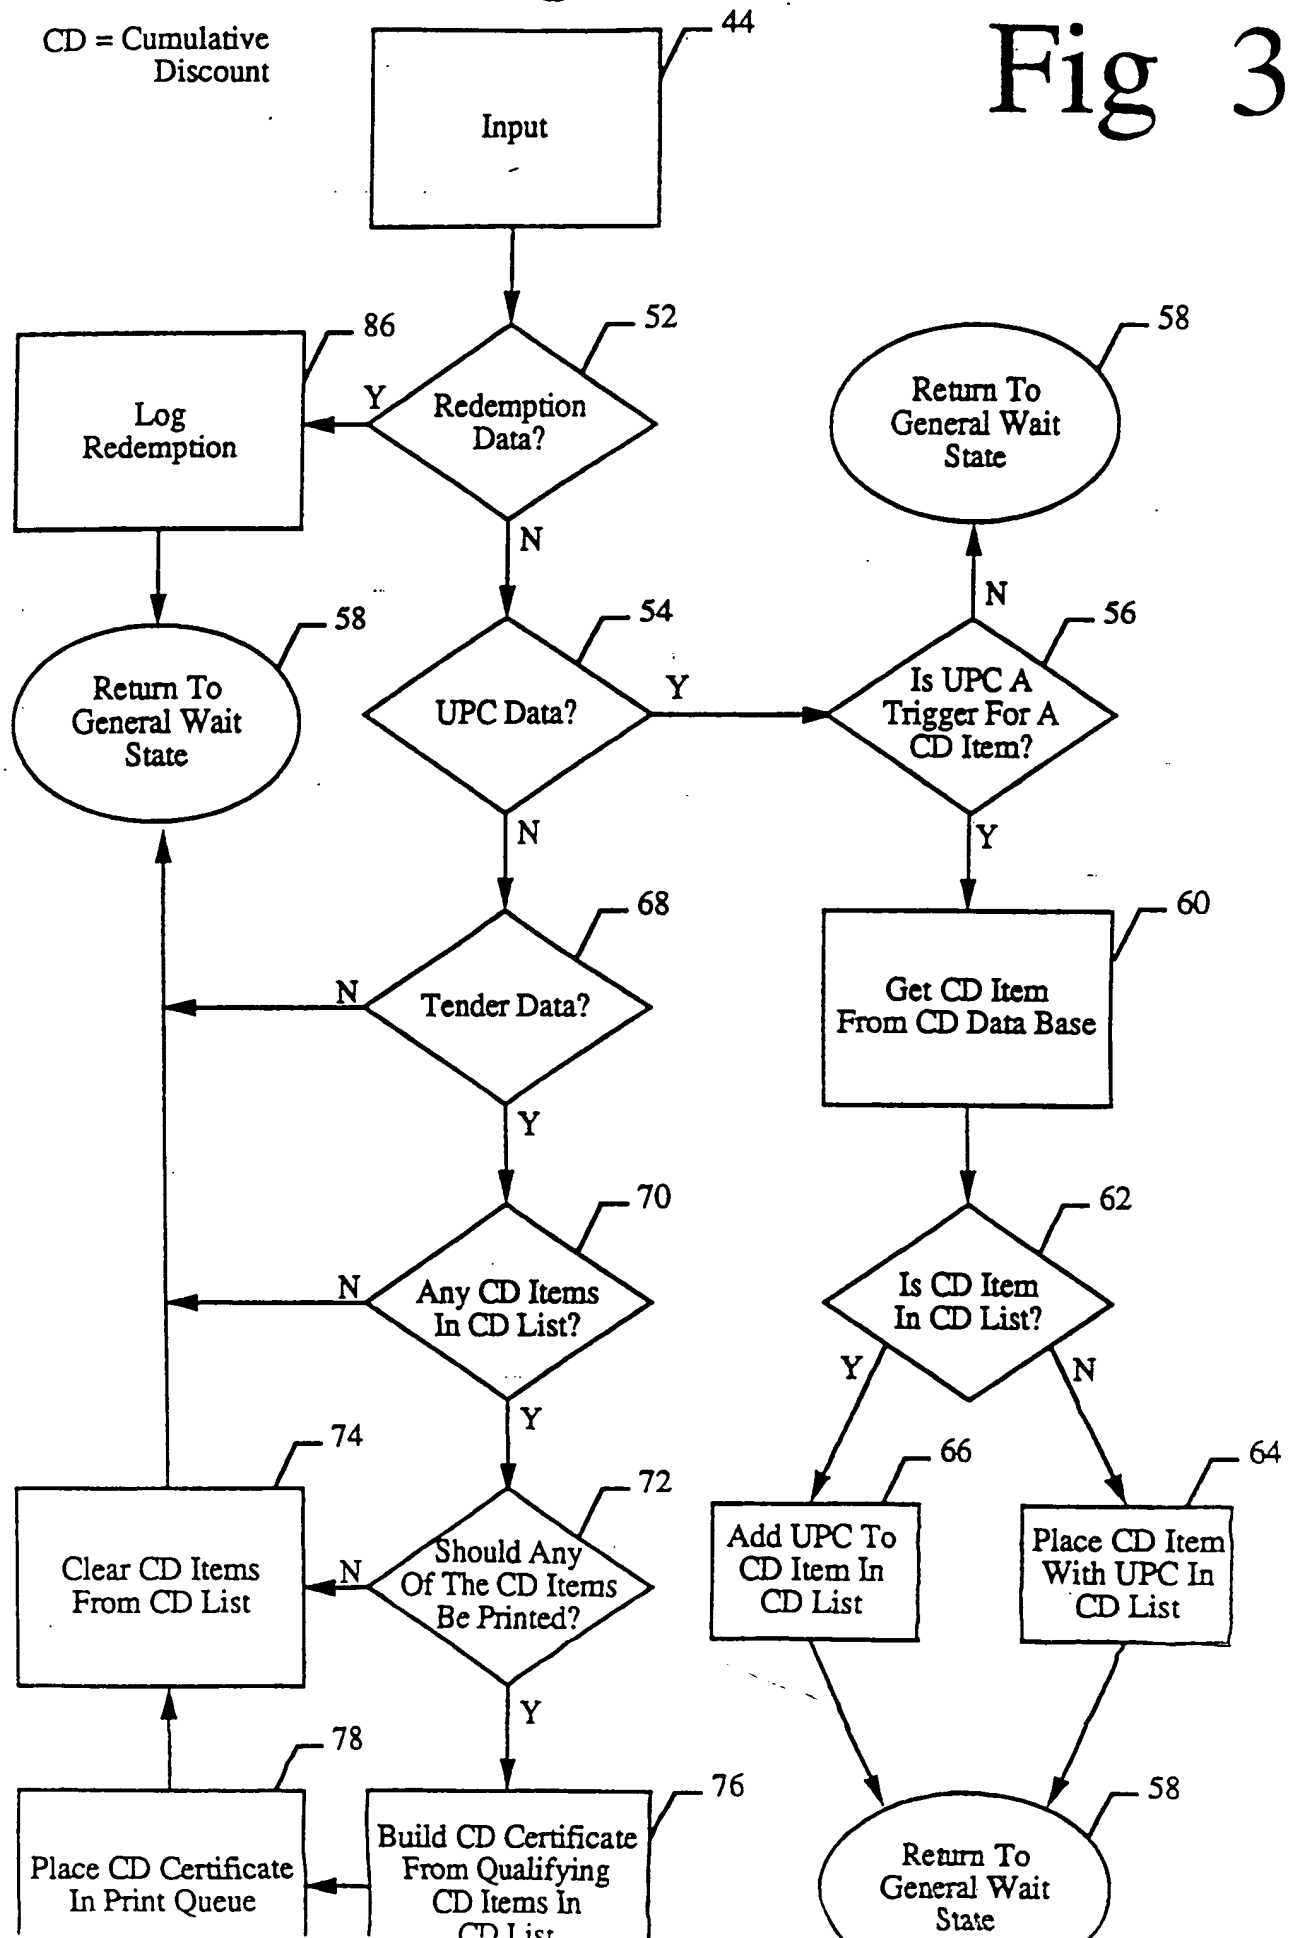 CD = Cumulative
Discount
44
Fig 3
Input
86
52
58
Y
Redemption
Data?
Log
Redemption
Return To
General Wait
State
N
58
54
N
56
Return To
General Wait
State
UPC Data?
Y
Is UPC A
Trigger For A
CD Item?
N
Y
68
60
N
Tender Data?
Get CD Item
From CD Data Base
Y
70
62
N
Any CD Items
In CD List?
Is CD Item
In CD List?
Y
N
Y
74
72
66
64
Clear CD Items
From CD List
N
Should Any
Of The CD Items
Be Printed?
Add UPC To
CD Item In
CD List
Place CD Item
With UPC In
CD List
Y
78
76
58
Place CD Certificate
In Print Queue
Build CD Certificate
From Qualifying
CD Items In
CD List
Return To
General Wait
State